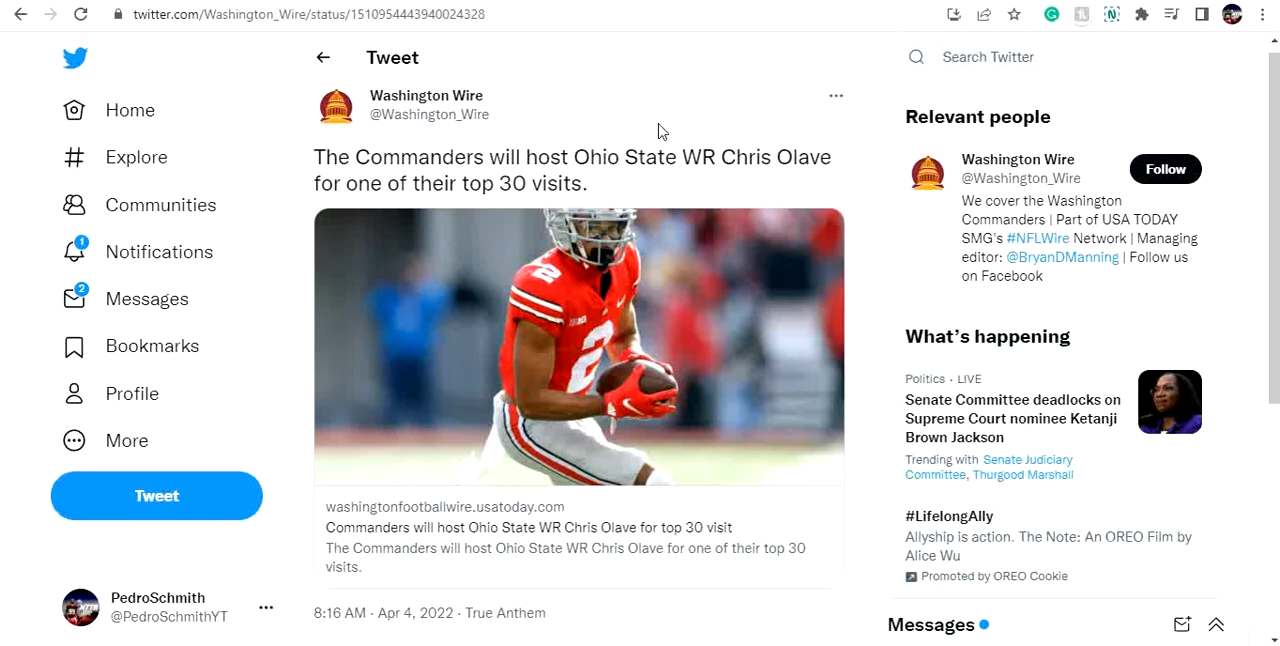 twitter.com/Washington_Wire/status/1510954443940024328
Home
Explore
Communities
1
Notifications
2
Messages
Bookmarks
Profile
More
Tweet
PedroSchmith
@PedroSchmithYT
Tweet
Washington Wire
@Washington_Wire
The Commanders will host Ohio State WR Chris Olave
for one of their top 30 visits.
2
2
washingtonfootballwire.usatoday.com
Commanders will host Ohio State WR Chris Olave for top 30 visit
The Commanders will host Ohio State WR Chris Olave for one of their top 30
visits.
8:16 AM · Apr 4, 2022 · True Anthem
Search Twitter
Relevant people
Washington Wire
@Washington_Wire
Follow
We cover the Washington
Commanders | Part of USA TODAY
SMG's #NFLWire Network | Managing
editor: @BryanDManning | Follow us
on Facebook
What's happening
Politics · LIVE
Senate Committee deadlocks on
Supreme Court nominee Ketanji
Brown Jackson
Trending with Senate Judiciary
Committee, Thurgood Marshall
#LifelongAlly
Allyship is action. The Note: An OREO Film by
Alice Wu
Promoted by OREO Cookie
Messages